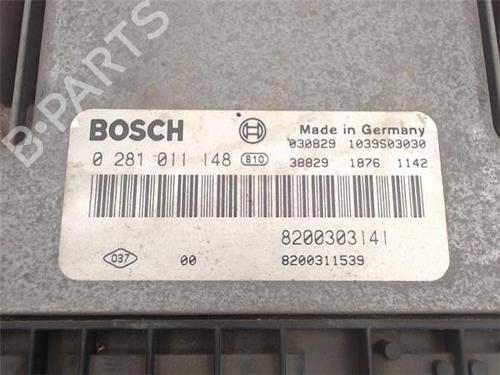 B-PARTS
BOSCH
Made in Germany
0 281 011 148 810
030829 1039S03030
38829 1876 1142
8200303141
037 00 8200311539